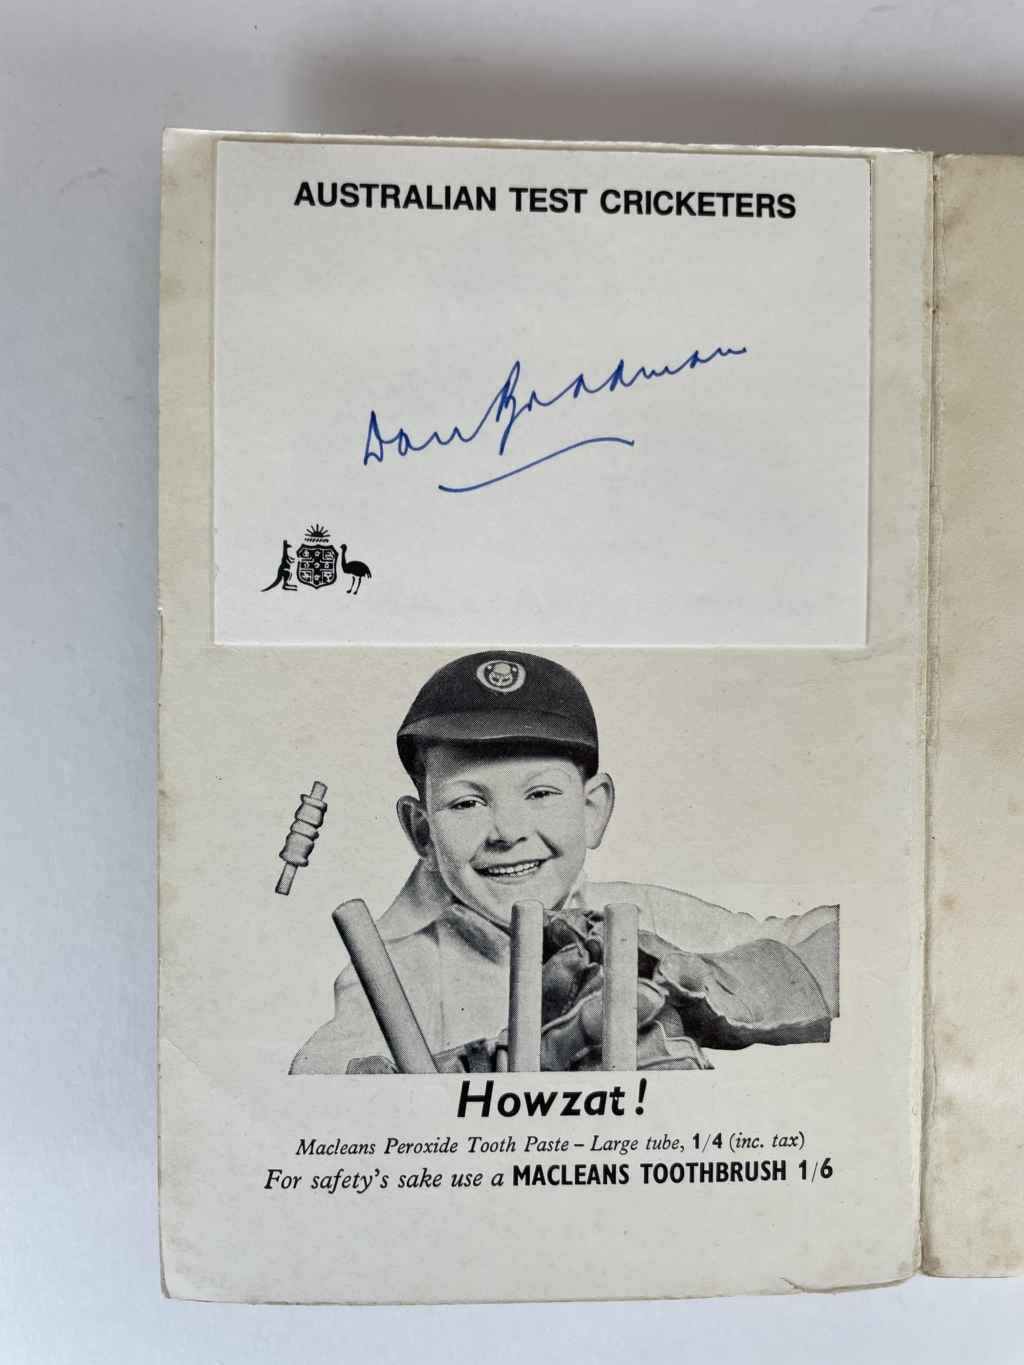 AUSTRALIAN TEST CRICKETERS
Don Bradman
Howzat!
Macleans Peroxide Tooth Paste – Large tube, 1/4 (inc. tax)
For safety's sake use a MACLEANS TOOTHBRUSH 1/6